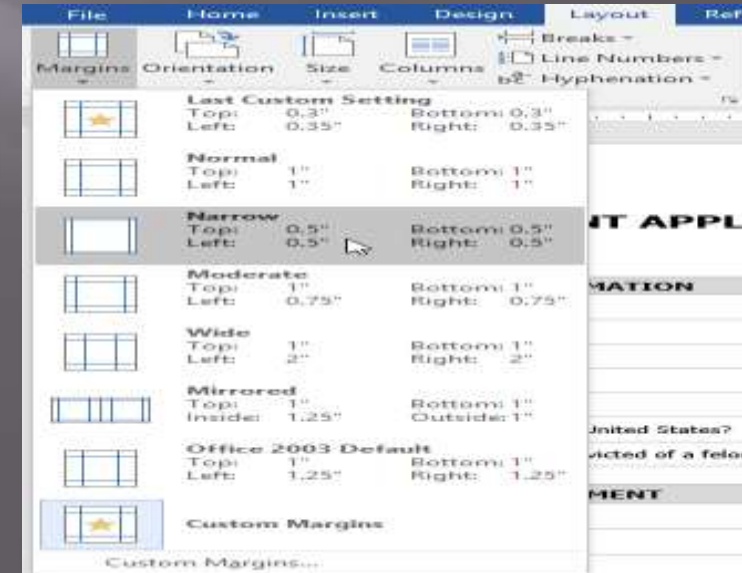 File Home Insert Design Layout Ref
Margins Orientation Size Columns
Breaks
Line Numbers
Hyphenation
Last Custom Setting
Top: 0.3" Bottom: 0.3"
Left: 0.35" Right: 0.35"
Normal
Top: 1" Bottom: 1"
Left: 1" Right: 1"
Narrow
Top: 0.5" Bottom: 0.5"
Left: 0.5" Right: 0.5"
Moderate
Top: 1" Bottom: 1"
Left: 0.75" Right: 0.75"
Wide
Top: 1" Bottom: 1"
Left: 2" Right: 2"
Mirrored
Top: 1" Bottom: 1"
Inside: 1.25" Outside: 1"
Office 2003 Default
Top: 1" Bottom: 1"
Left: 1.25" Right: 1.25"
Custom Margins
Custom Margins...
NT APPL
MATION
United States?
victed of a felo
MENT